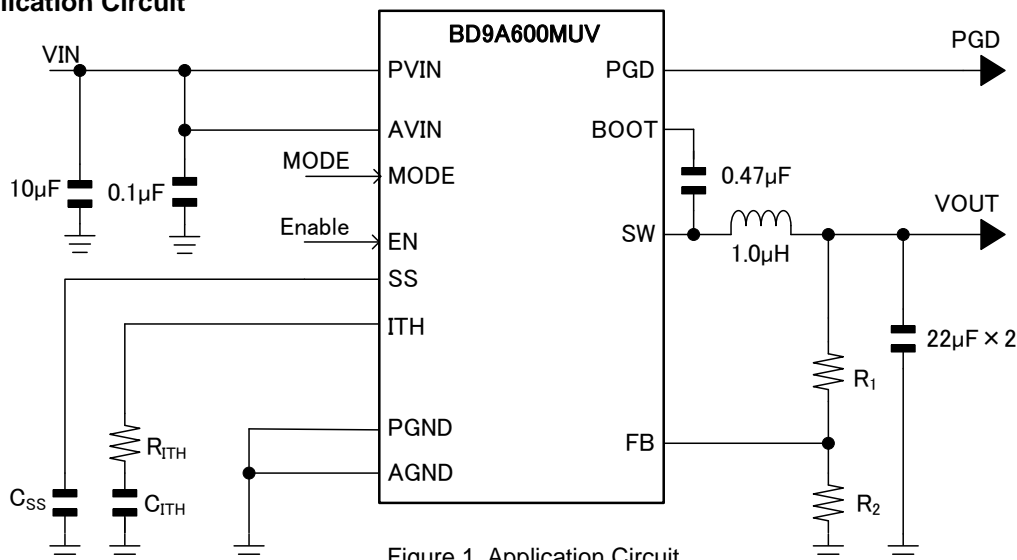 lication Circuit
BD9A600MUV
VIN
PVIN
PGD
PGD
AVIN
BOOT
MODE
MODE
10µF
0.1µF
0.47µF
Enable
EN
SW
VOUT
1.0µH
SS
ITH
22µF × 2
R1
RITH
PGND
FB
AGND
CSS
CITH
R2
Figure 1. Application Circuit